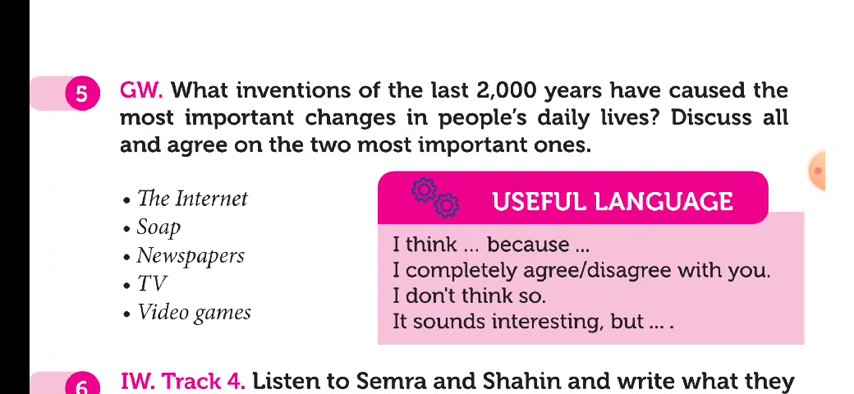 5 GW. What inventions of the last 2,000 years have caused the
most important changes in people's daily lives? Discuss all
and agree on the two most important ones.
• The Internet
• Soap
• Newspapers
• TV
• Video games
USEFUL LANGUAGE
I think ... because ...
I completely agree/disagree with you.
I don't think so.
It sounds interesting, but ... .
6 IW. Track 4. Listen to Semra and Shahin and write what they